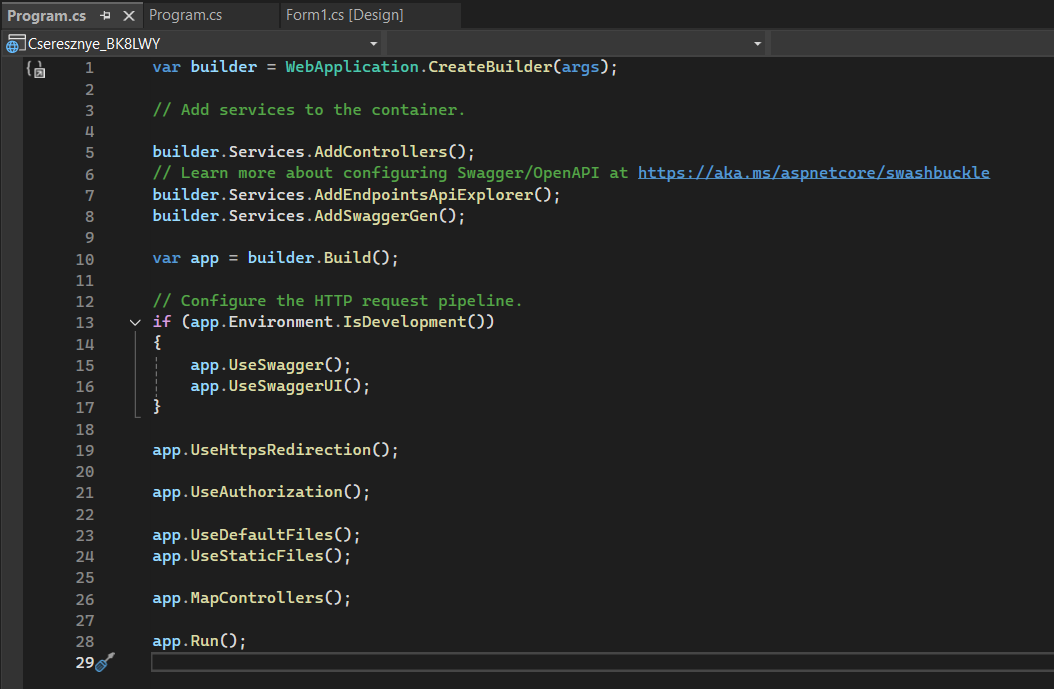 Program.cs
Program.cs
Form1.cs [Design]
Cseresznye_BK8LWY
1 var builder = WebApplication.CreateBuilder(args);
2
3 // Add services to the container.
4
5 builder.Services.AddControllers();
6 // Learn more about configuring Swagger/OpenAPI at https://aka.ms/aspnetcore/swashbuckle
7 builder.Services.AddEndpointsApiExplorer();
8 builder.Services.AddSwaggerGen();
9
10 var app = builder.Build();
11
12 // Configure the HTTP request pipeline.
13 if (app.Environment.IsDevelopment())
14 {
15     app.UseSwagger();
16     app.UseSwaggerUI();
17 }
18
19 app.UseHttpsRedirection();
20
21 app.UseAuthorization();
22
23 app.UseDefaultFiles();
24 app.UseStaticFiles();
25
26 app.MapControllers();
27
28 app.Run();
29